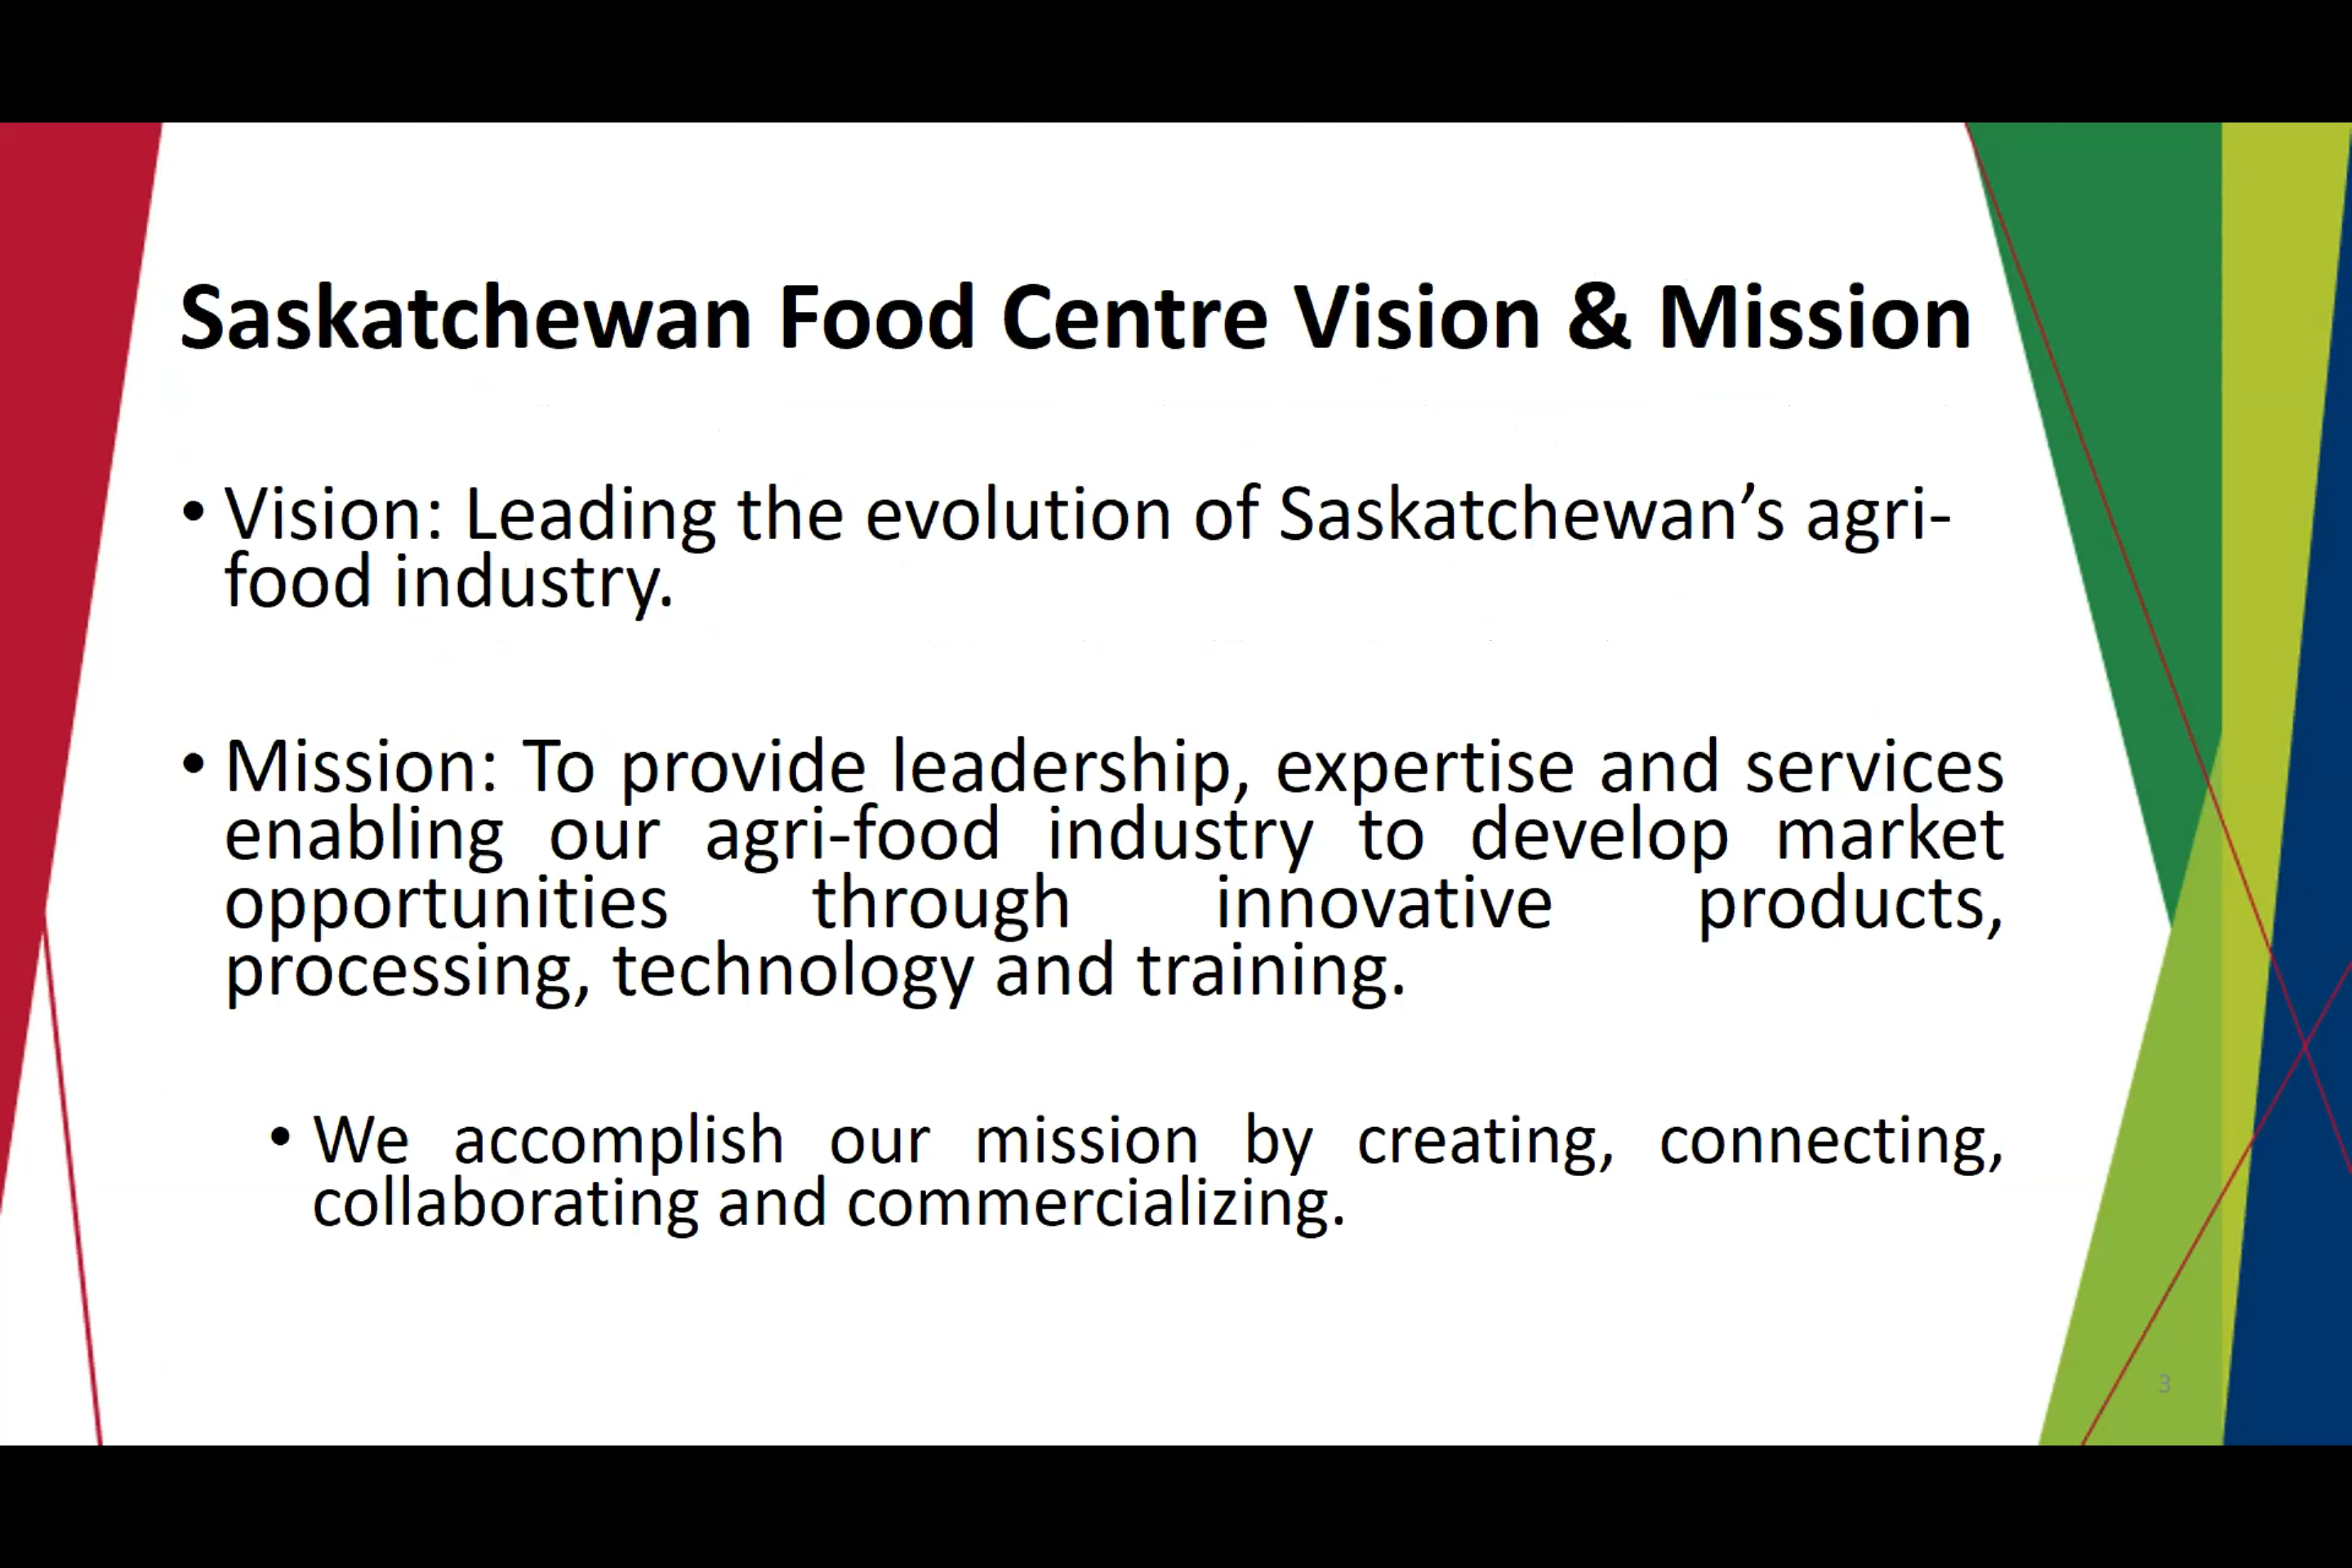 Saskatchewan Food Centre Vision & Mission
• Vision: Leading the evolution of Saskatchewan’s agri-
food industry.
• Mission: To provide leadership, expertise and services
enabling our agri-food industry to develop market
opportunities through innovative products,
processing, technology and training.
• We accomplish our mission by creating, connecting,
collaborating and commercializing.
3